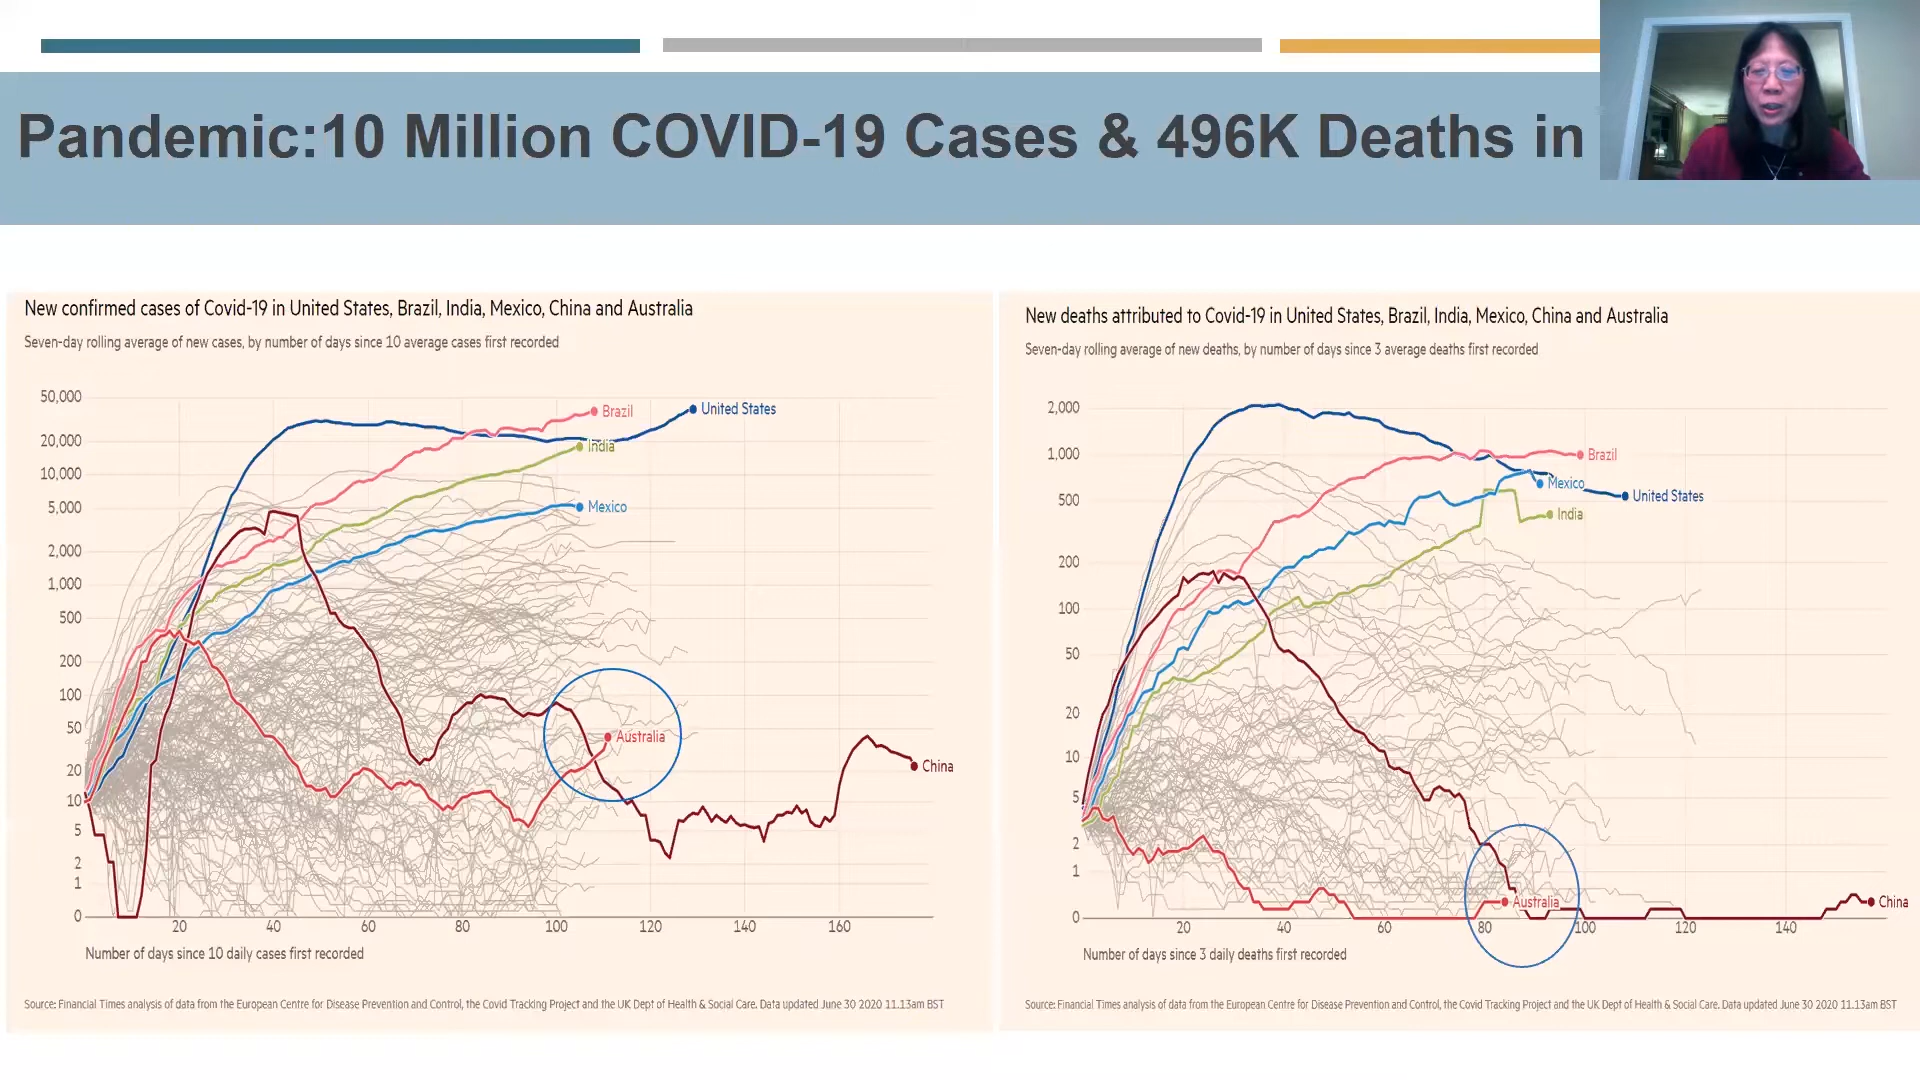 Pandemic:10 Million COVID-19 Cases & 496K Deaths in
New confirmed cases of Covid-19 in United States, Brazil, India, Mexico, China and Australia
Seven-day rolling average of new cases, by number of days since 10 average cases first recorded
50,000
20,000
10,000
5,000
2,000
1,000
500
200
100
50
20
10
5
2
1
0
Brazil
United States
India
Mexico
Australia
China
20 40 60 80 100 120 140 160
Number of days since 10 daily cases first recorded
Source: Financial Times analysis of data from the European Centre for Disease Prevention and Control, the Covid Tracking Project and the UK Dept of Health & Social Care. Data updated June 30 2020 11.13am BST
New deaths attributed to Covid-19 in United States, Brazil, India, Mexico, China and Australia
Seven-day rolling average of new deaths, by number of days since 3 average deaths first recorded
2,000
1,000
500
200
100
50
20
10
5
2
1
0
Brazil
Mexico
United States
India
Australia
China
20 40 60 80 100 120 140
Number of days since 3 daily deaths first recorded
Source: Financial Times analysis of data from the European Centre for Disease Prevention and Control, the Covid Tracking Project and the UK Dept of Health & Social Care. Data updated June 30 2020 11.13am BST